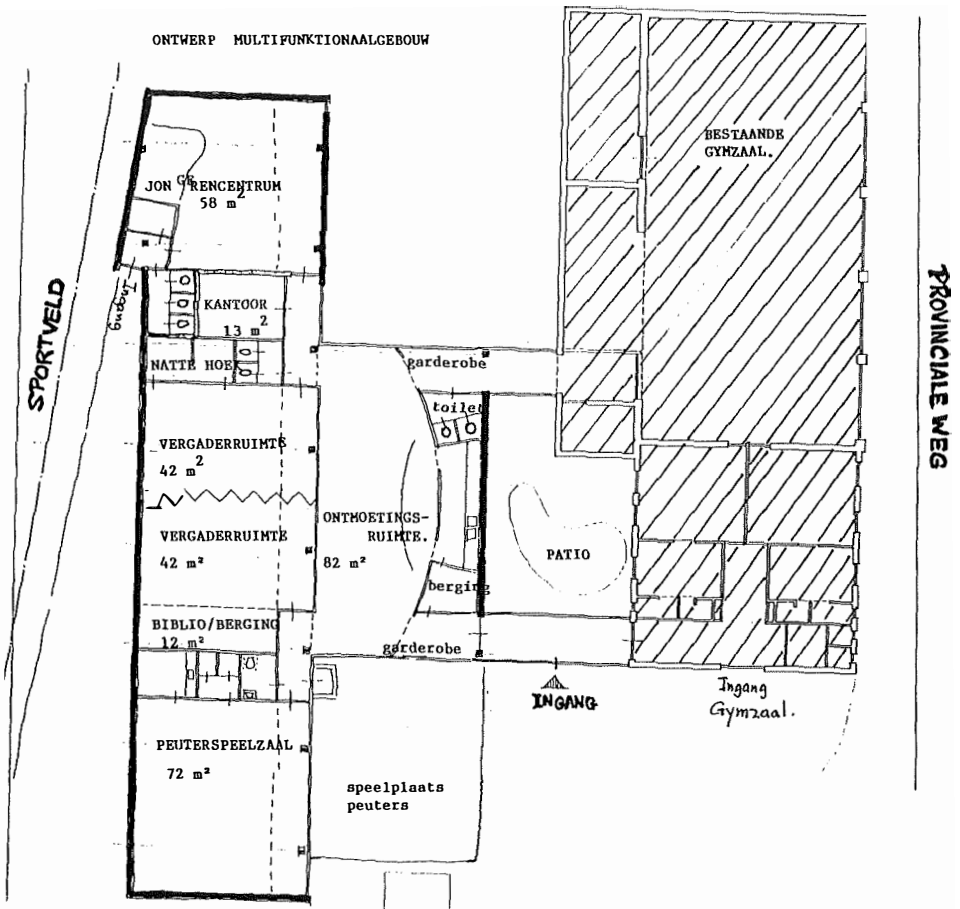 ONTWERP MULTIFUNKTIONAALGEBOUW
BESTAANDE
GYMZAAL.
JONGERENCENTRUM
58 m²
Ingang
KANTOOR
13 m²
NATTE HOEK
garderobe
toilet
VERGADERRUIMTE
42 m²
VERGADERRUIMTE
42 m²
ONTMOETINGS-
RUIMTE.
82 m²
PATIO
berging
BIBLIO/BERGING
12 m²
garderobe
INGANG
Ingang
Gymzaal.
PEUTERSPEELZAAL
72 m²
speelplaats
peuters
SPORTVELD
PROVINCIALE WEG